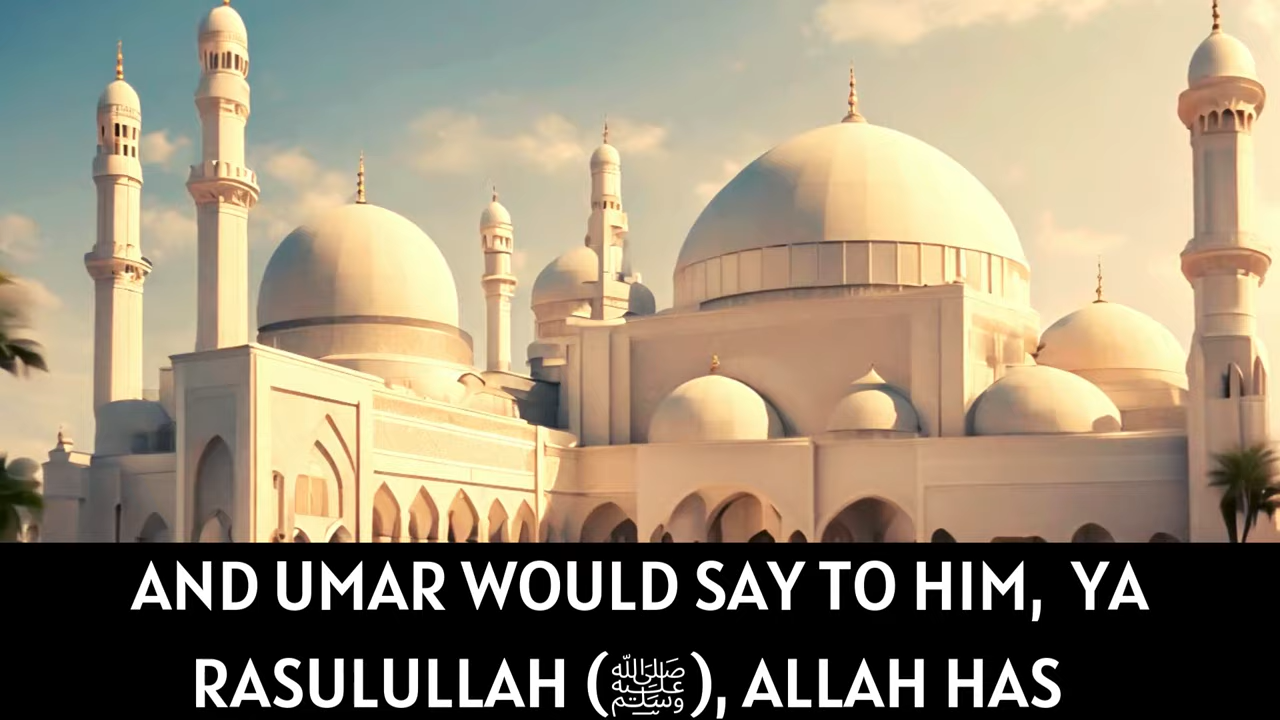 AND UMAR WOULD SAY TO HIM, YA
RASULULLAH (ﷺ), ALLAH HAS